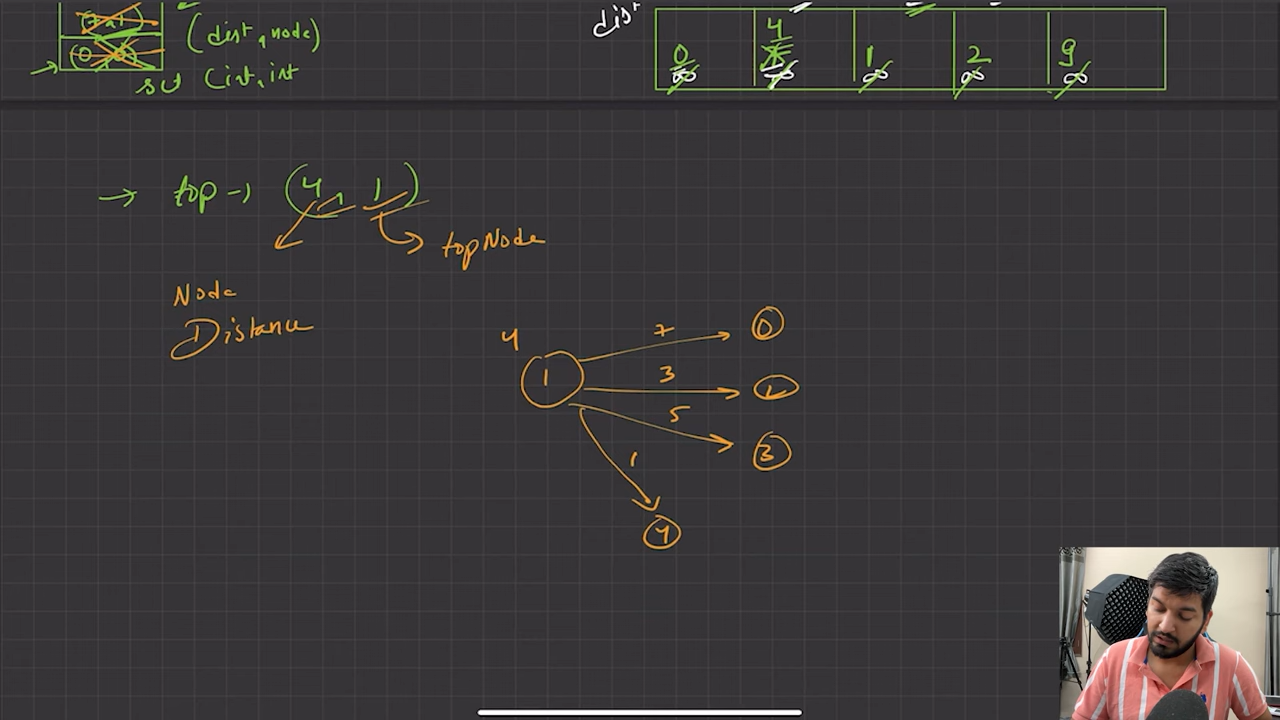 dist
(dist, node)
set (int, int
0 4 1 2 9
∞ ∞ ∞ ∞ ∞
→ top → (4, 1)
topNode
Node
Distance
4
1
7
0
3
2
5
3
1
4